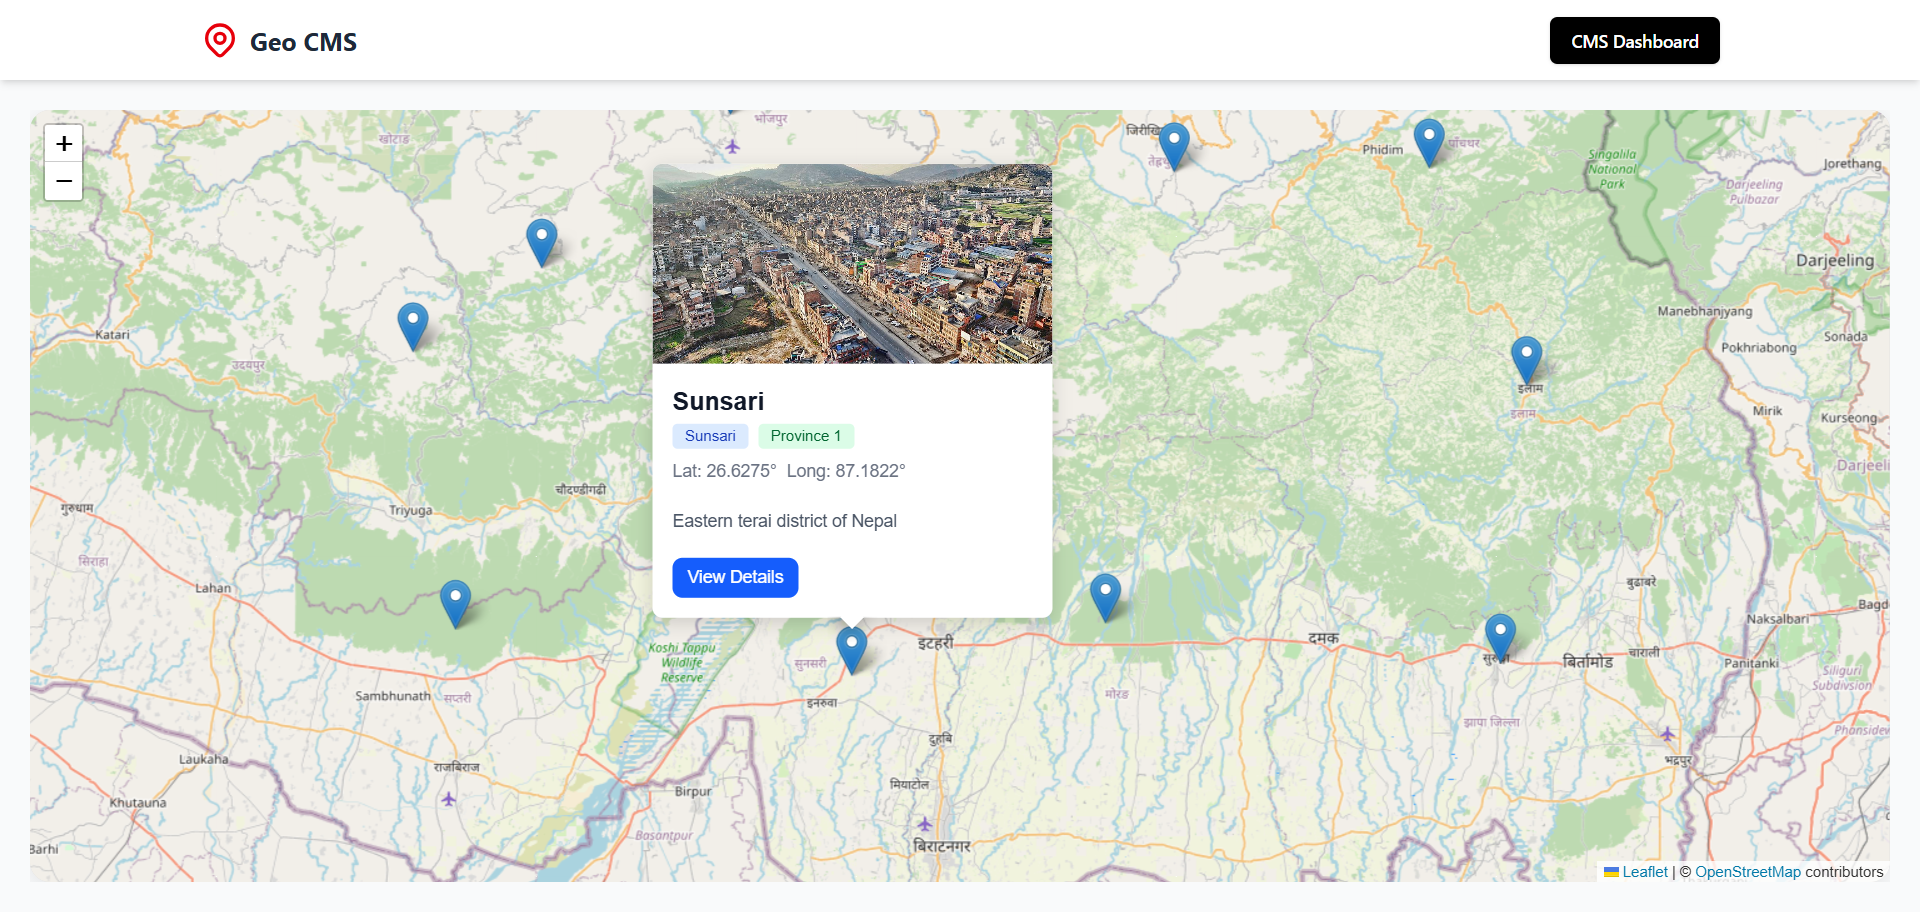 Geo CMS
CMS Dashboard
+
−
खोटाङ
भोजपुर
Phidim
पाँचथर
Singalila
National
Park
Jorethang
Darjeeling
Pulbazar
Darjeeling
Manebhanjyang
Katari
उदयपुर
Sonada
Pokhriabong
इलाम
इलाम
Mirik
Kurseong
Sunsari
Sunsari
Province 1
Lat: 26.6275° Long: 87.1822°
Eastern terai district of Nepal
View Details
चौदण्डीगढी
Triyuga
गुरुधाम
सिराहा
Lahan
Darjeeli
बुढाबरे
Bagd
Naksalbari
Koshi Tappu
Wildlife
Reserve
सुनसरी
इटहरी
दमक
बिर्तामोड
चाराली
Panitanki
Siliguri
Subdivsion
Sambhunath
सप्तरी
इनरुवा
मोरङ
झापा जिल्ला
Phansidew
दुहबि
Laukaha
राजबिराज
भद्रपुर
Birpur
मियाटोल
Khutauna
Basantpur
बिराटनगर
Barhi
Leaflet | © OpenStreetMap contributors